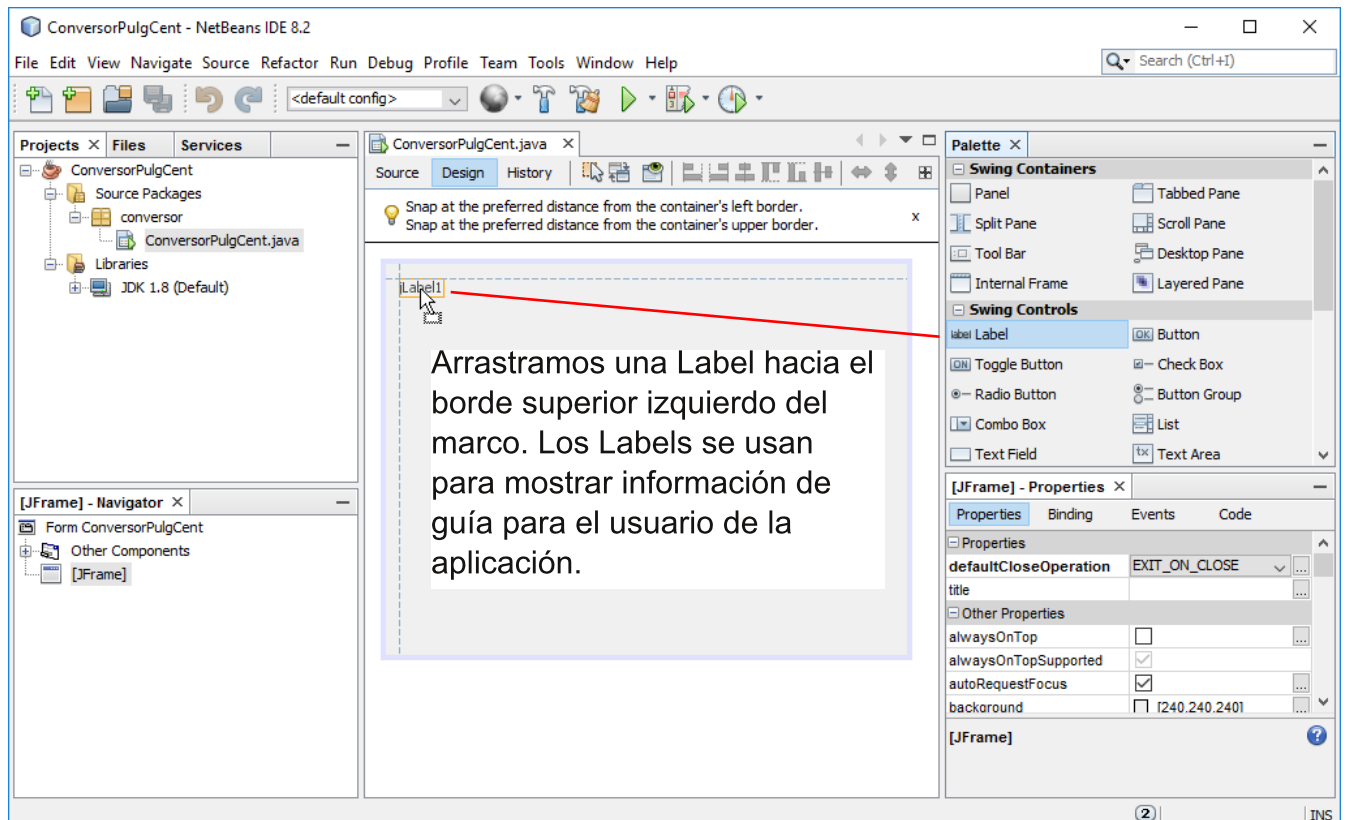 ConversorPulgCent - NetBeans IDE 8.2
File Edit View Navigate Source Refactor Run Debug Profile Team Tools Window Help
Search (Ctrl+I)
<default config>
Projects Files Services
ConversorPulgCent
Source Packages
conversor
ConversorPulgCent.java
Libraries
JDK 1.8 (Default)
[JFrame] - Navigator
Form ConversorPulgCent
Other Components
[JFrame]
ConversorPulgCent.java
Source Design History
Snap at the preferred distance from the container's left border.
Snap at the preferred distance from the container's upper border.
x
jLabel1
Arrastramos una Label hacia el
borde superior izquierdo del
marco. Los Labels se usan
para mostrar información de
guía para el usuario de la
aplicación.
Palette
Swing Containers
Panel Tabbed Pane
Split Pane Scroll Pane
Tool Bar Desktop Pane
Internal Frame Layered Pane
Swing Controls
label Label OK Button
ON Toggle Button Check Box
Radio Button Button Group
Combo Box List
Text Field tx Text Area
[JFrame] - Properties
Properties Binding Events Code
Properties
defaultCloseOperation EXIT_ON_CLOSE ...
title ...
Other Properties
alwaysOnTop ...
alwaysOnTopSupported
autoRequestFocus ...
background [240,240,240] ...
[JFrame]
2 INS